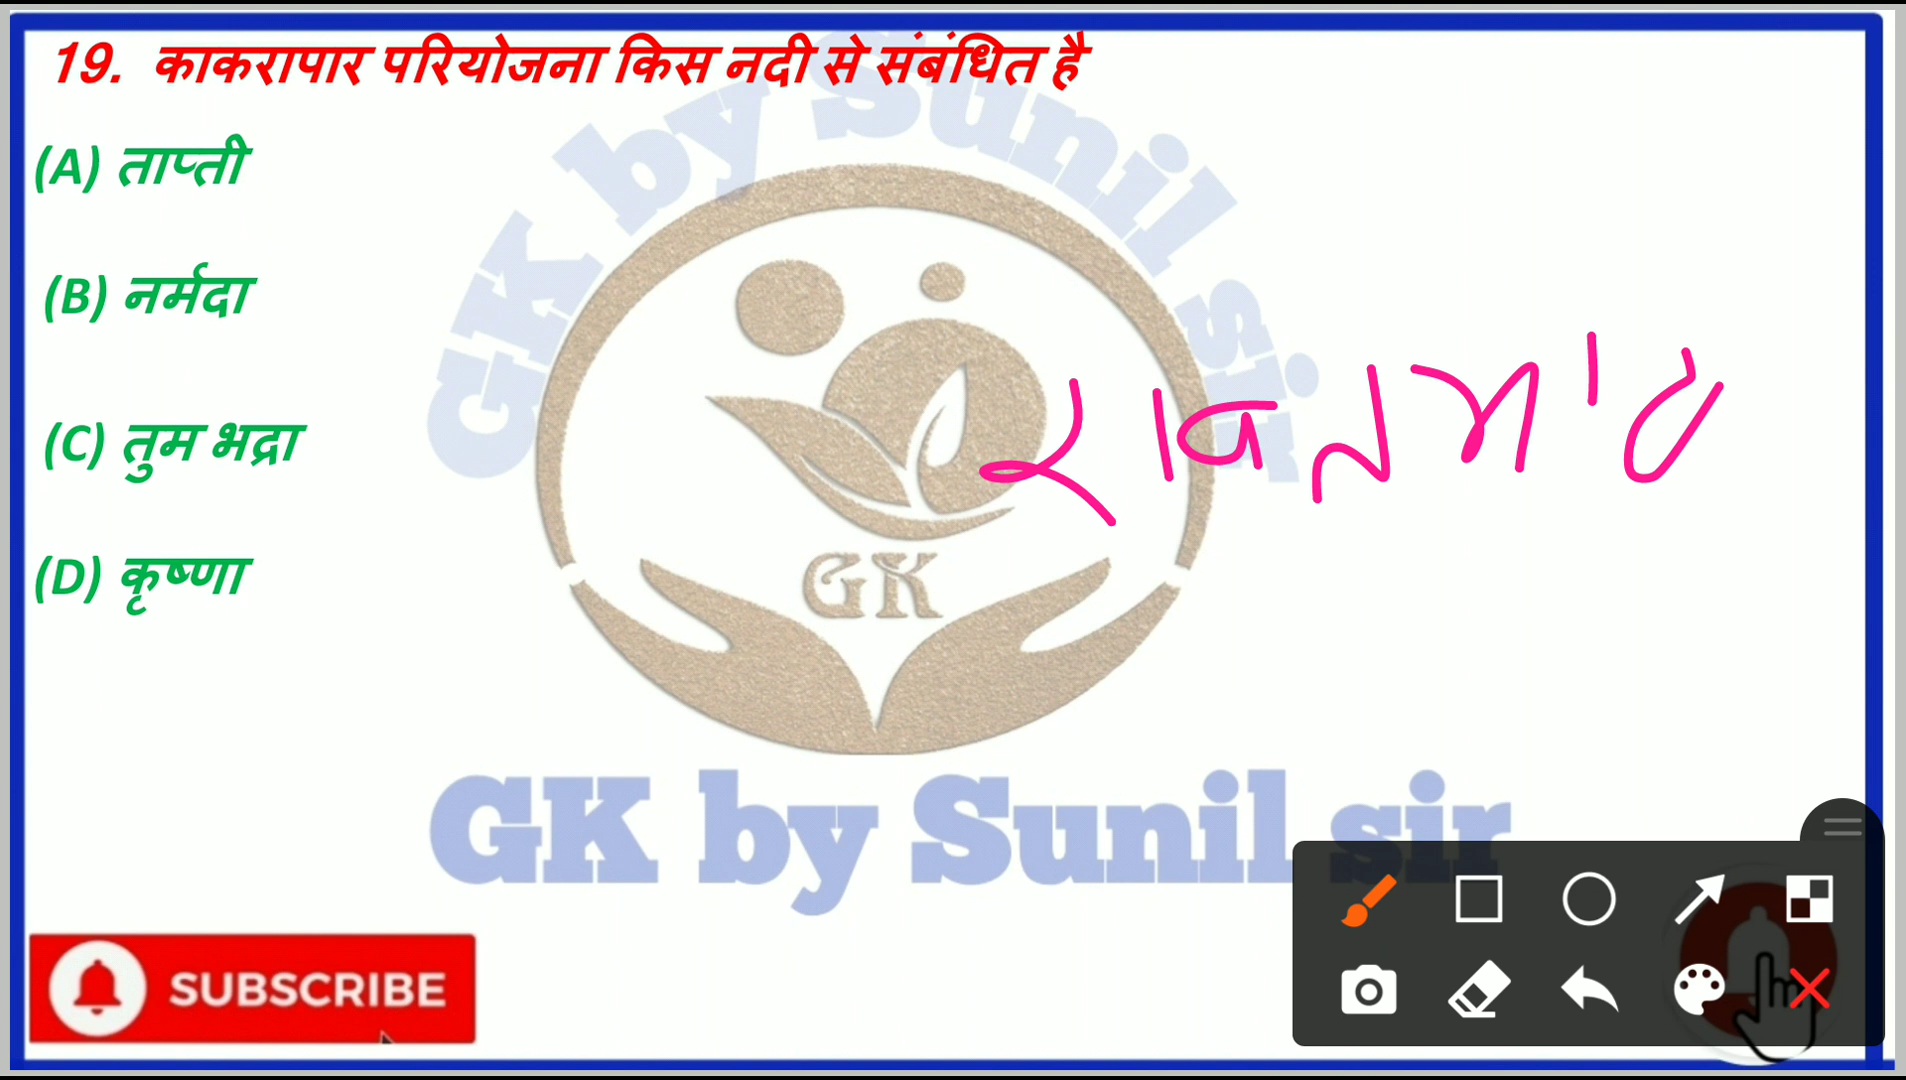 19. काकरापार परियोजना किस नदी से संबंधित है
(A) ताप्ती
(B) नर्मदा
(C) तुम भद्रा
(D) कृष्णा
GK by Sunil sir
GK
GK by Sunil sir
SUBSCRIBE